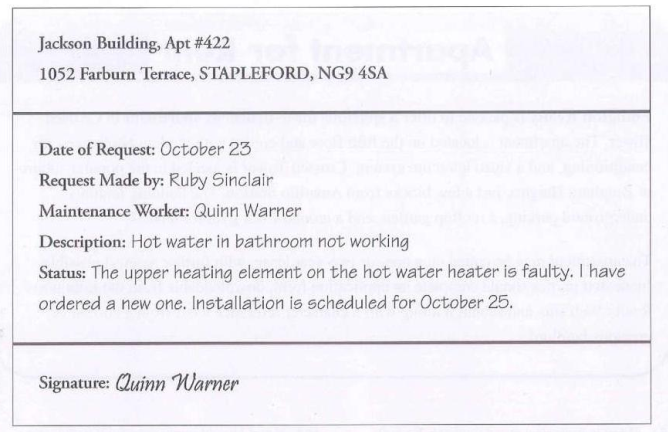 Jackson Building, Apt #422
1052 Farburn Terrace, STAPLEFORD, NG9 4SA
Date of Request: October 23
Request Made by: Ruby Sinclair
Maintenance Worker: Quinn Warner
Description: Hot water in bathroom not working
Status: The upper heating element on the hot water heater is faulty. I have
ordered a new one. Installation is scheduled for October 25.
Signature: Quinn Warner